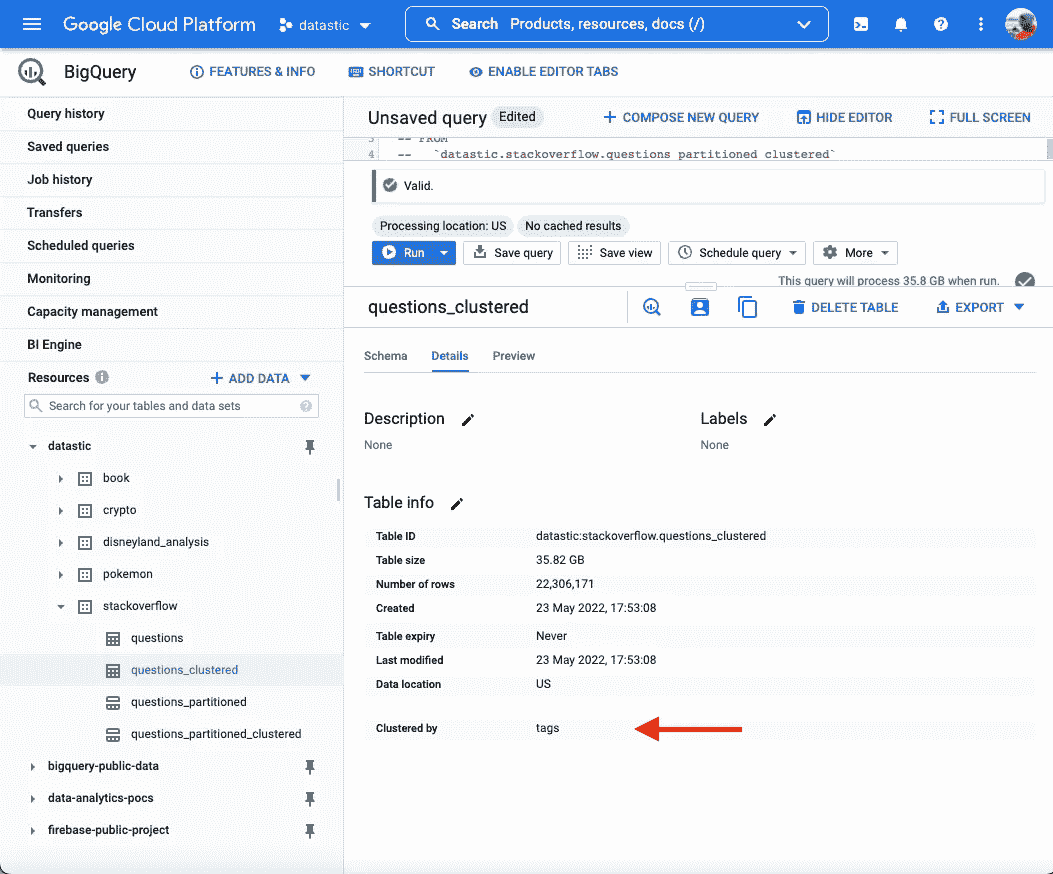 Google Cloud Platform datastic Search Products, resources, docs (/)
BigQuery FEATURES & INFO SHORTCUT ENABLE EDITOR TABS
Query history
Saved queries
Job history
Transfers
Scheduled queries
Monitoring
Capacity management
BI Engine
Resources ADD DATA
Search for your tables and data sets
datastic
book
crypto
disneyland_analysis
pokemon
stackoverflow
questions
questions_clustered
questions_partitioned
questions_partitioned_clustered
bigquery-public-data
data-analytics-pocs
firebase-public-project
Unsaved query Edited COMPOSE NEW QUERY HIDE EDITOR FULL SCREEN
3 -- FROM
4 -- `datastic.stackoverflow.questions_partitioned_clustered`
Valid.
Processing location: US No cached results
Run Save query Save view Schedule query More
This query will process 35.8 GB when run.
questions_clustered DELETE TABLE EXPORT
Schema Details Preview
Description Labels
None None
Table info
Table ID datastic:stackoverflow.questions_clustered
Table size 35.82 GB
Number of rows 22,306,171
Created 23 May 2022, 17:53:08
Table expiry Never
Last modified 23 May 2022, 17:53:08
Data location US
Clustered by tags